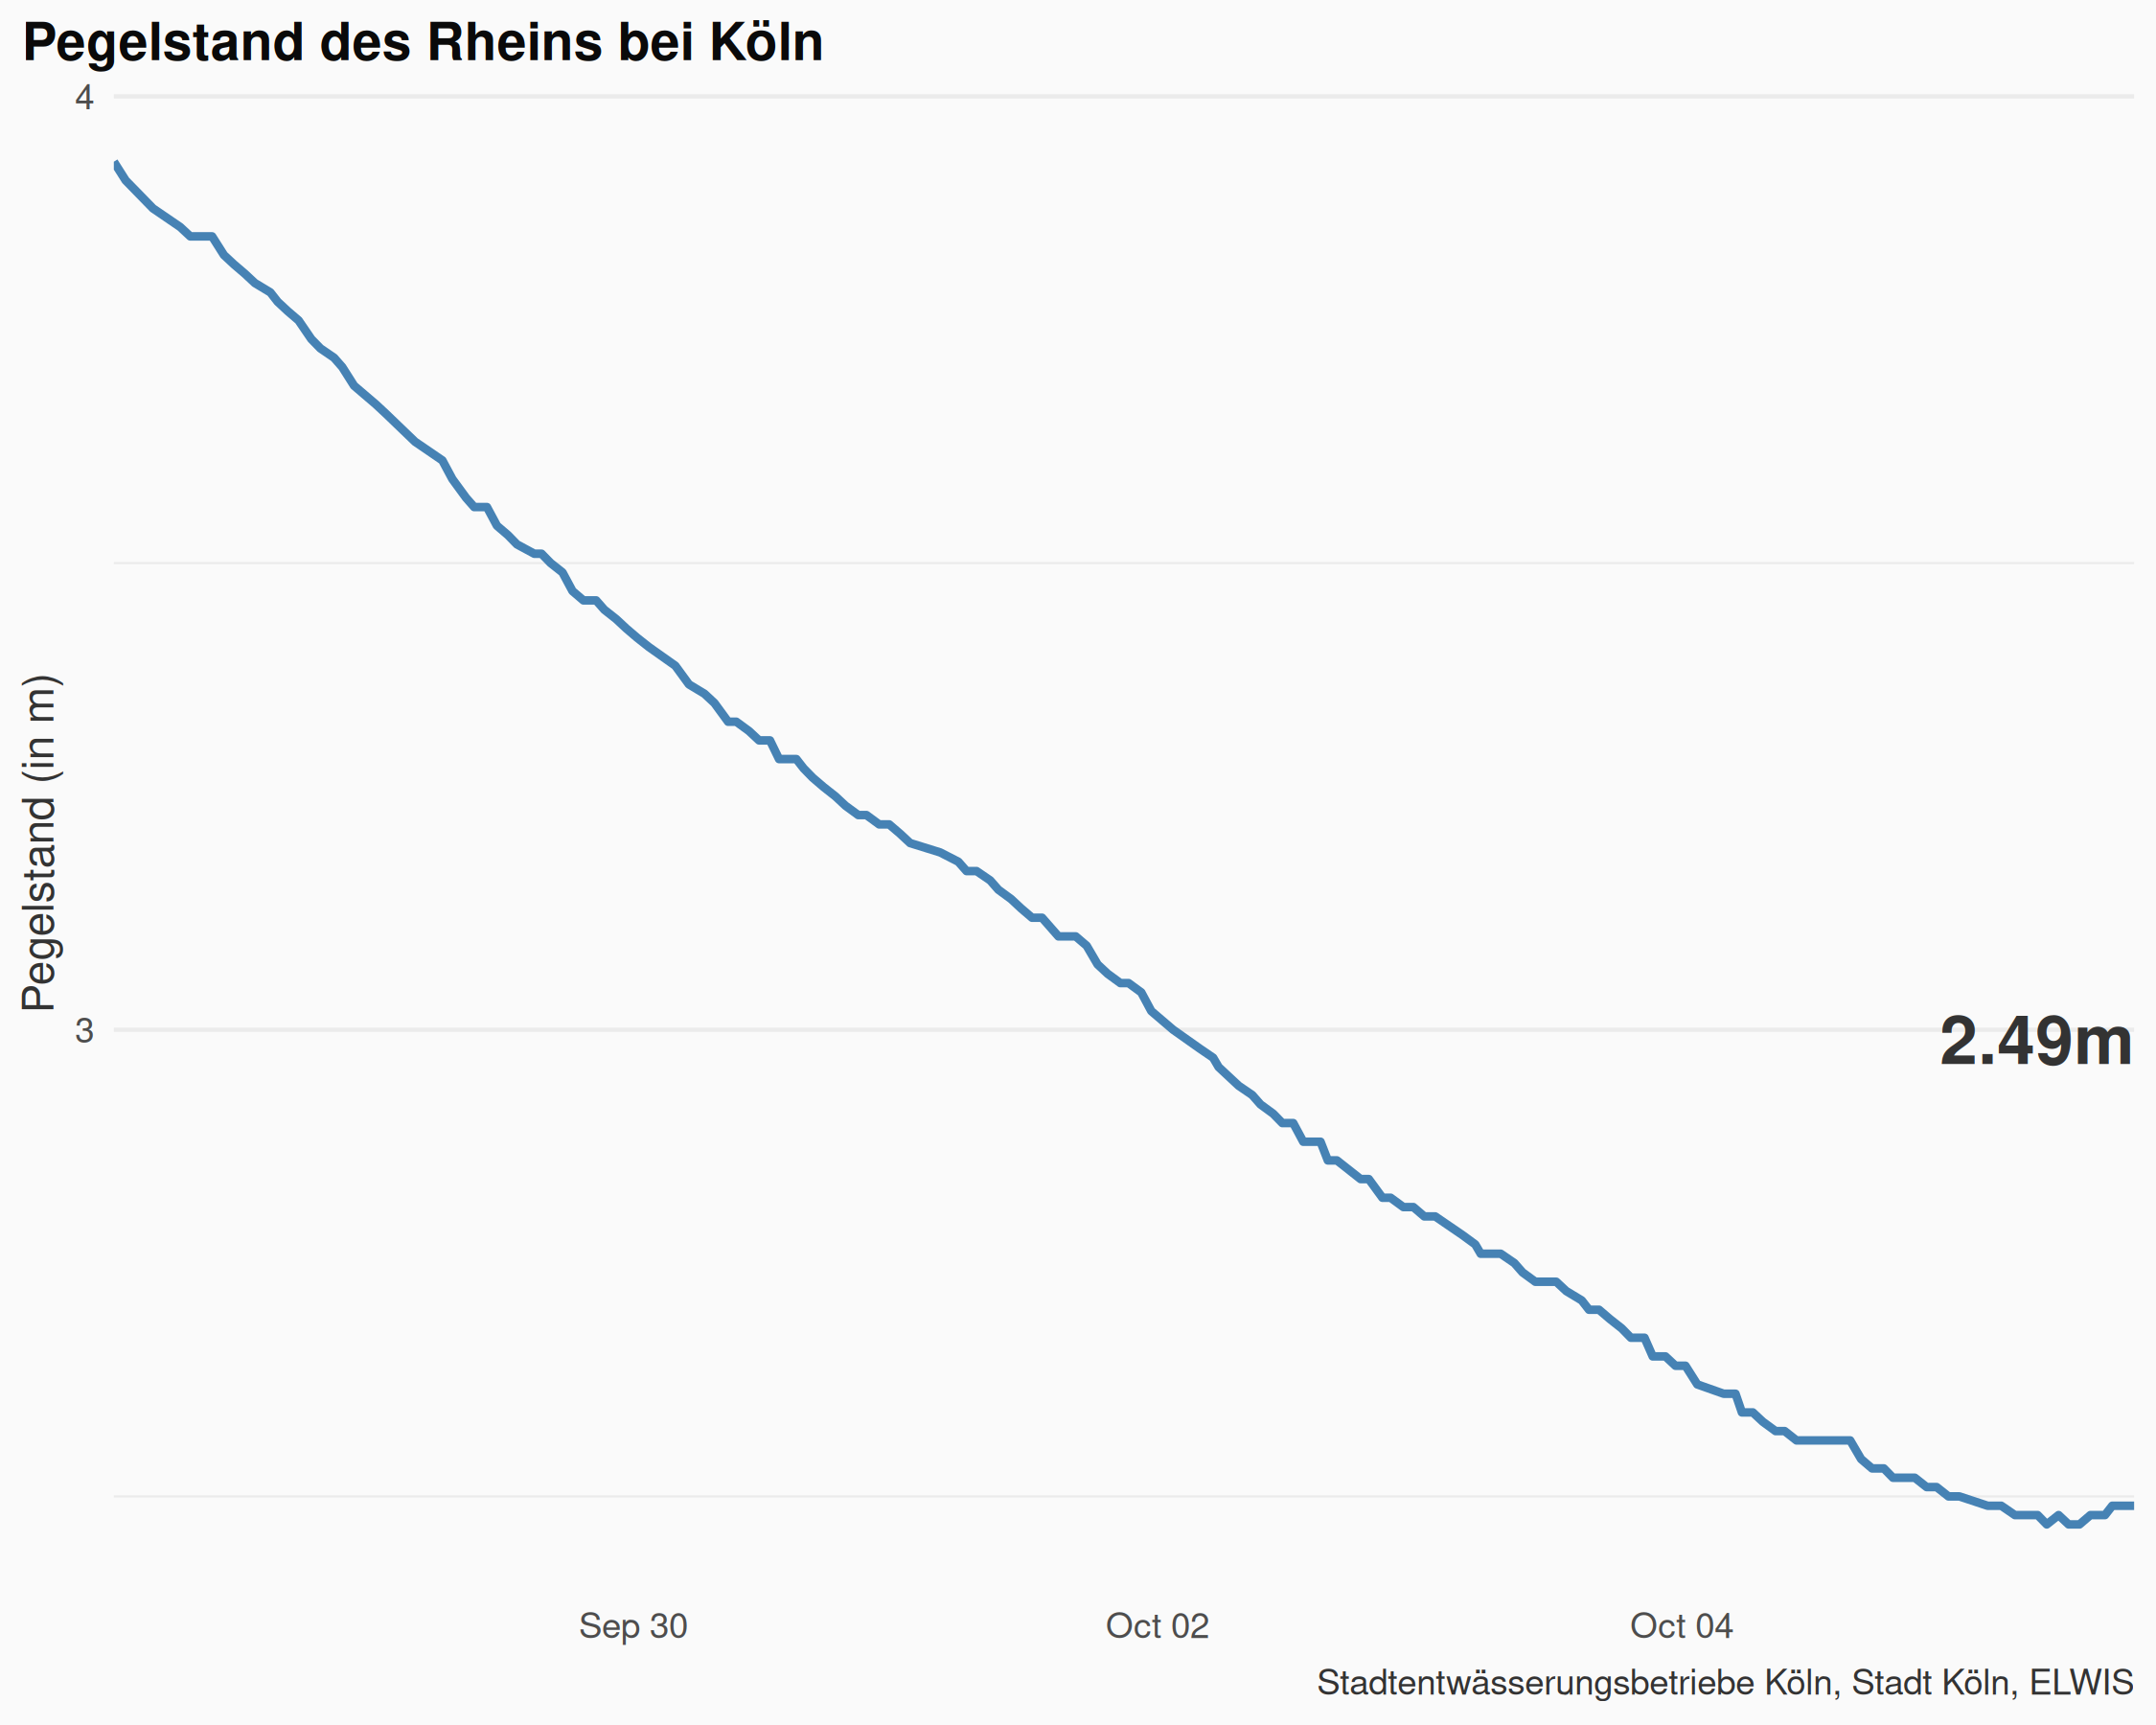 Pegelstand des Rheins bei Köln
4
Pegelstand (in m)
3
2.49m
Sep 30
Oct 02
Oct 04
Stadtentwässerungsbetriebe Köln, Stadt Köln, ELWIS